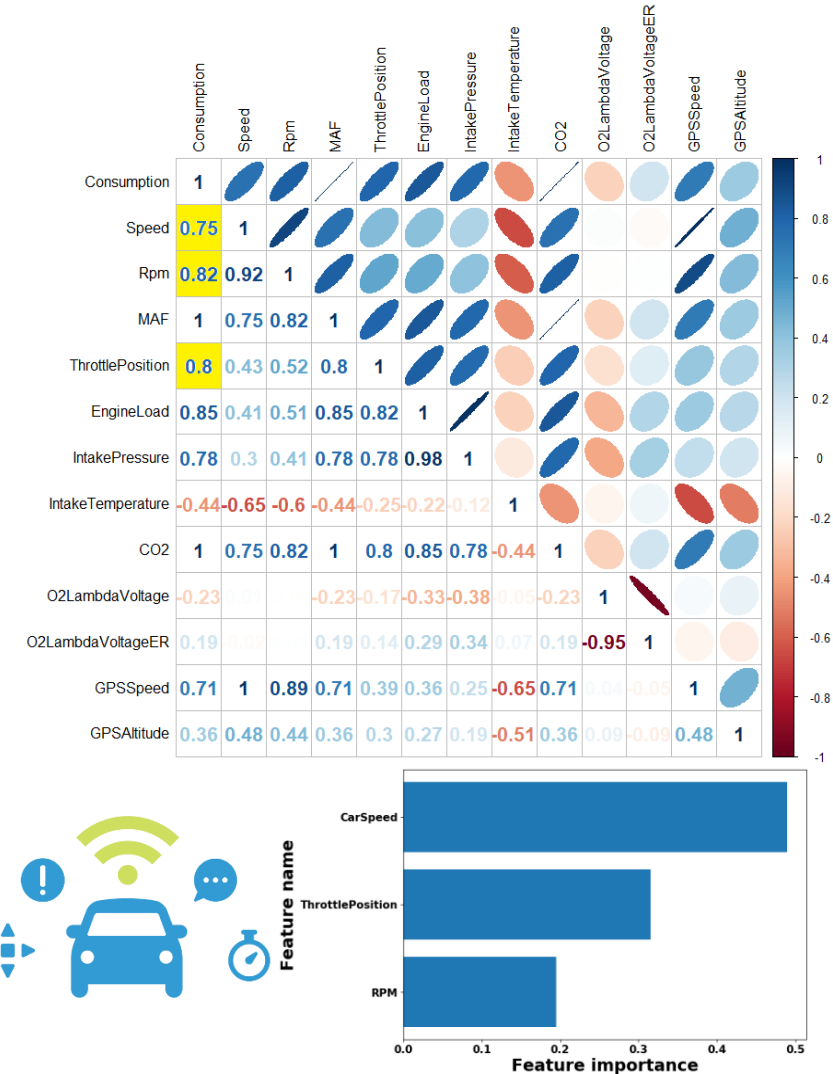 Consumption Speed Rpm MAF ThrottlePosition EngineLoad IntakePressure IntakeTemperature CO2 O2LambdaVoltage O2LambdaVoltageER GPSSpeed GPSAltitude
Consumption 1
Speed 0.75 1
Rpm 0.82 0.92 1
MAF 1 0.75 0.82 1
ThrottlePosition 0.8 0.43 0.52 0.8 1
EngineLoad 0.85 0.41 0.51 0.85 0.82 1
IntakePressure 0.78 0.3 0.41 0.78 0.78 0.98 1
IntakeTemperature -0.44 -0.65 -0.6 -0.44 -0.25 -0.22 -0.12 1
CO2 1 0.75 0.82 1 0.8 0.85 0.78 -0.44 1
O2LambdaVoltage -0.23 -0.23 -0.17 -0.33 -0.38 -0.05 -0.23 1
O2LambdaVoltageER 0.19 -0.02 0.19 0.14 0.29 0.34 0.07 0.19 -0.95 1
GPSSpeed 0.71 1 0.89 0.71 0.39 0.36 0.25 -0.65 0.71 0.04 -0.05 1
GPSAltitude 0.36 0.48 0.44 0.36 0.3 0.27 0.19 -0.51 0.36 0.09 -0.09 0.48 1
1
0.8
0.6
0.4
0.2
0
-0.2
-0.4
-0.6
-0.8
-1
Feature name
CarSpeed
ThrottlePosition
RPM
0.0 0.1 0.2 0.3 0.4 0.5
Feature importance